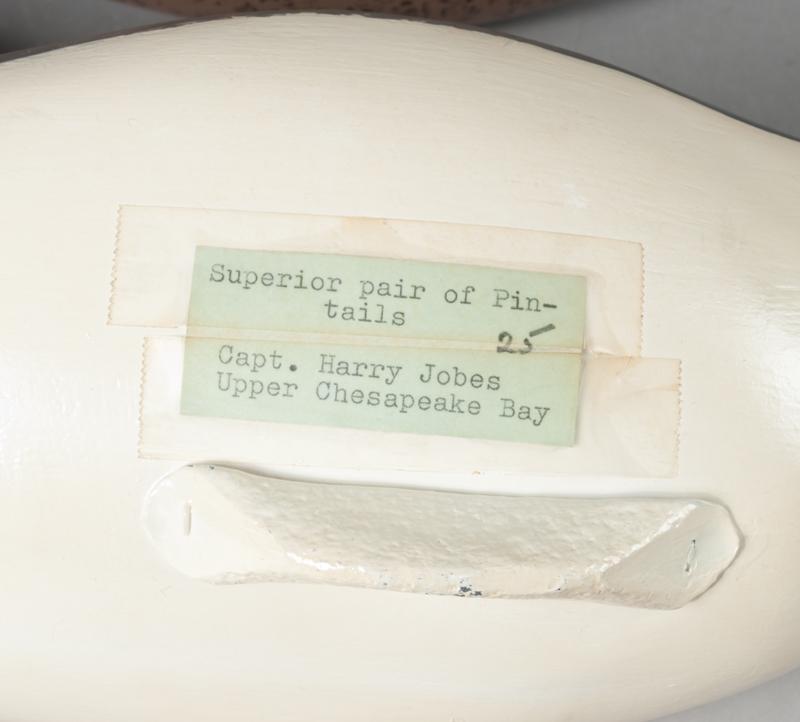 Superior pair of Pin-
tails
25
Capt. Harry Jobes
Upper Chesapeake Bay